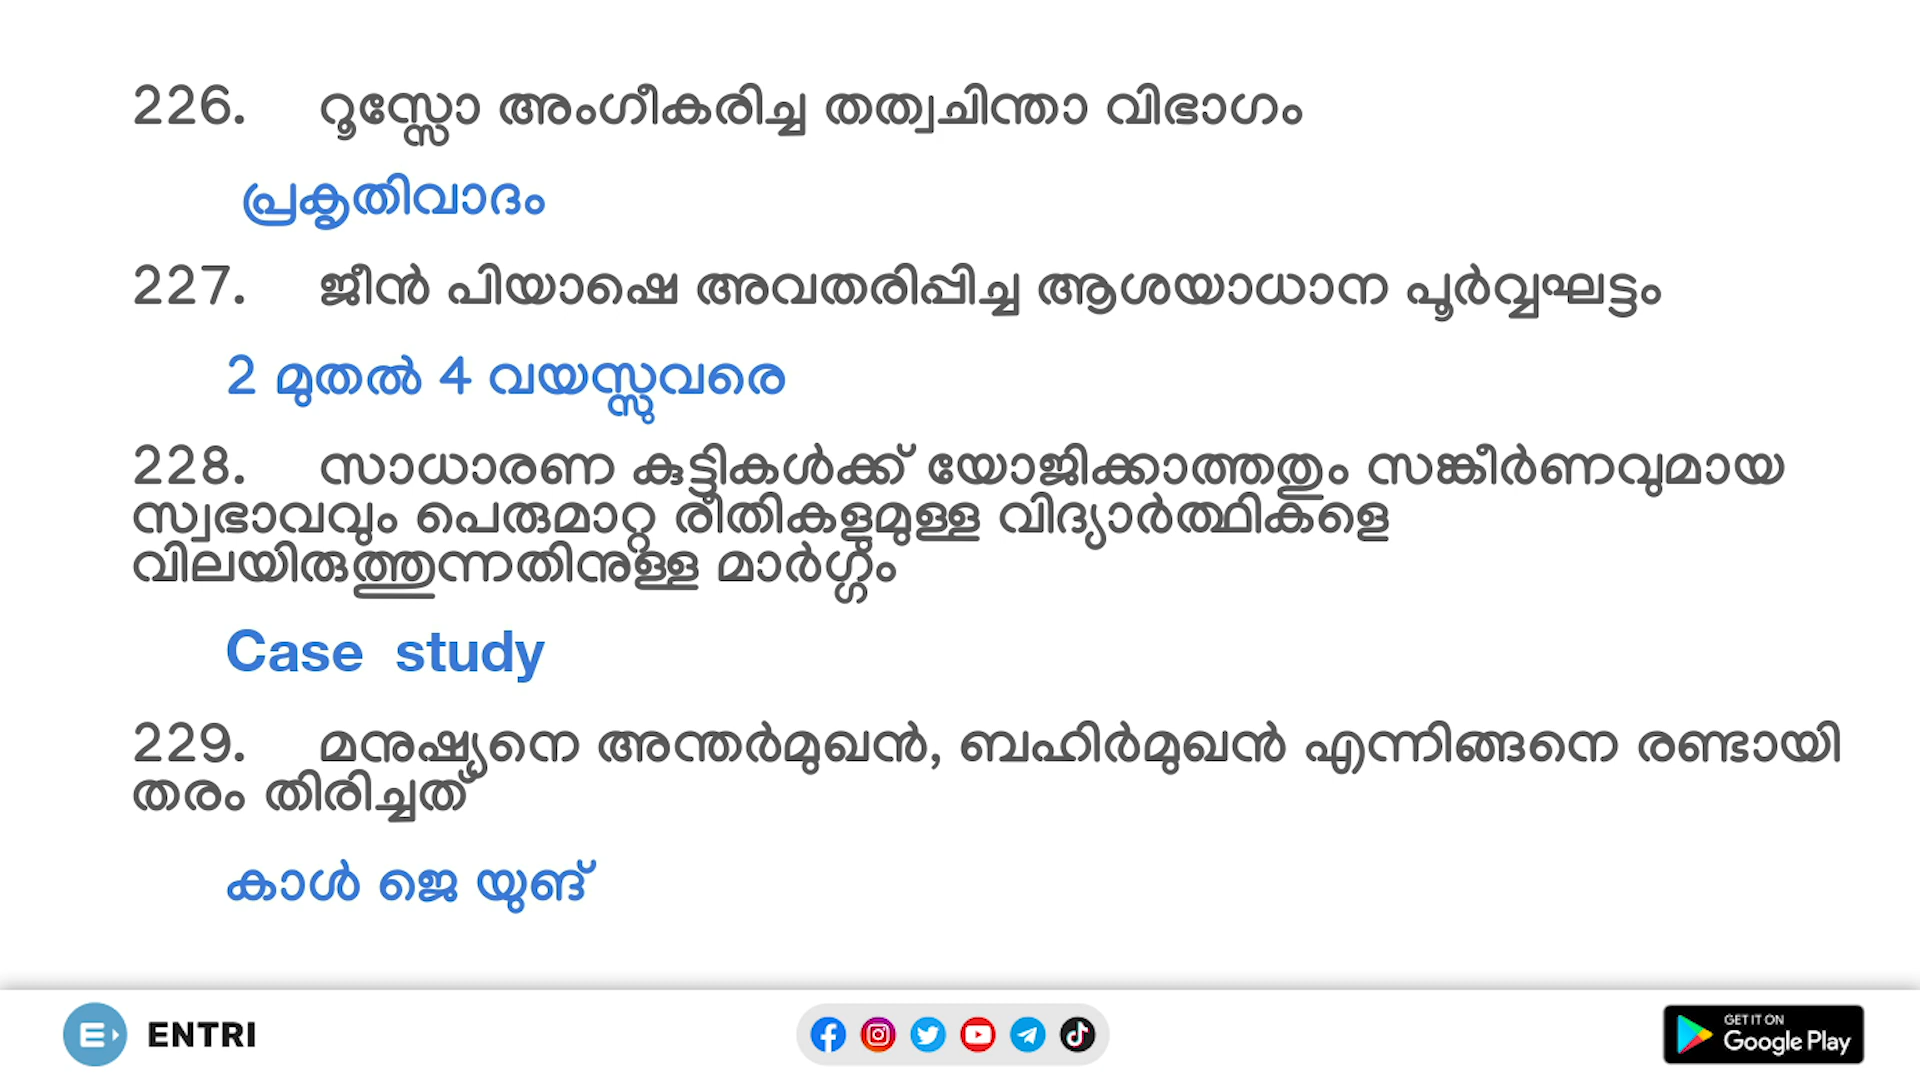 226. റൂസ്സോ അംഗീകരിച്ച തത്വചിന്താ വിഭാഗം
പ്രകൃതിവാദം
227. ജീൻ പിയാഷെ അവതരിപ്പിച്ച ആശയാധാന പൂർവ്വഘട്ടം
2 മുതൽ 4 വയസ്സുവരെ
228. സാധാരണ കുട്ടികൾക്ക് യോജിക്കാത്തതും സങ്കീർണവുമായ
സ്വഭാവവും പെരുമാറ്റ രീതികളുമുള്ള വിദ്യാർത്ഥികളെ
വിലയിരുത്തുന്നതിനുള്ള മാർഗ്ഗം
Case study
229. മനുഷ്യനെ അന്തർമുഖൻ, ബഹിർമുഖൻ എന്നിങ്ങനെ രണ്ടായി
തരം തിരിച്ചത്
കാൾ ജെ യുങ്
E ENTRI
GET IT ON
Google Play